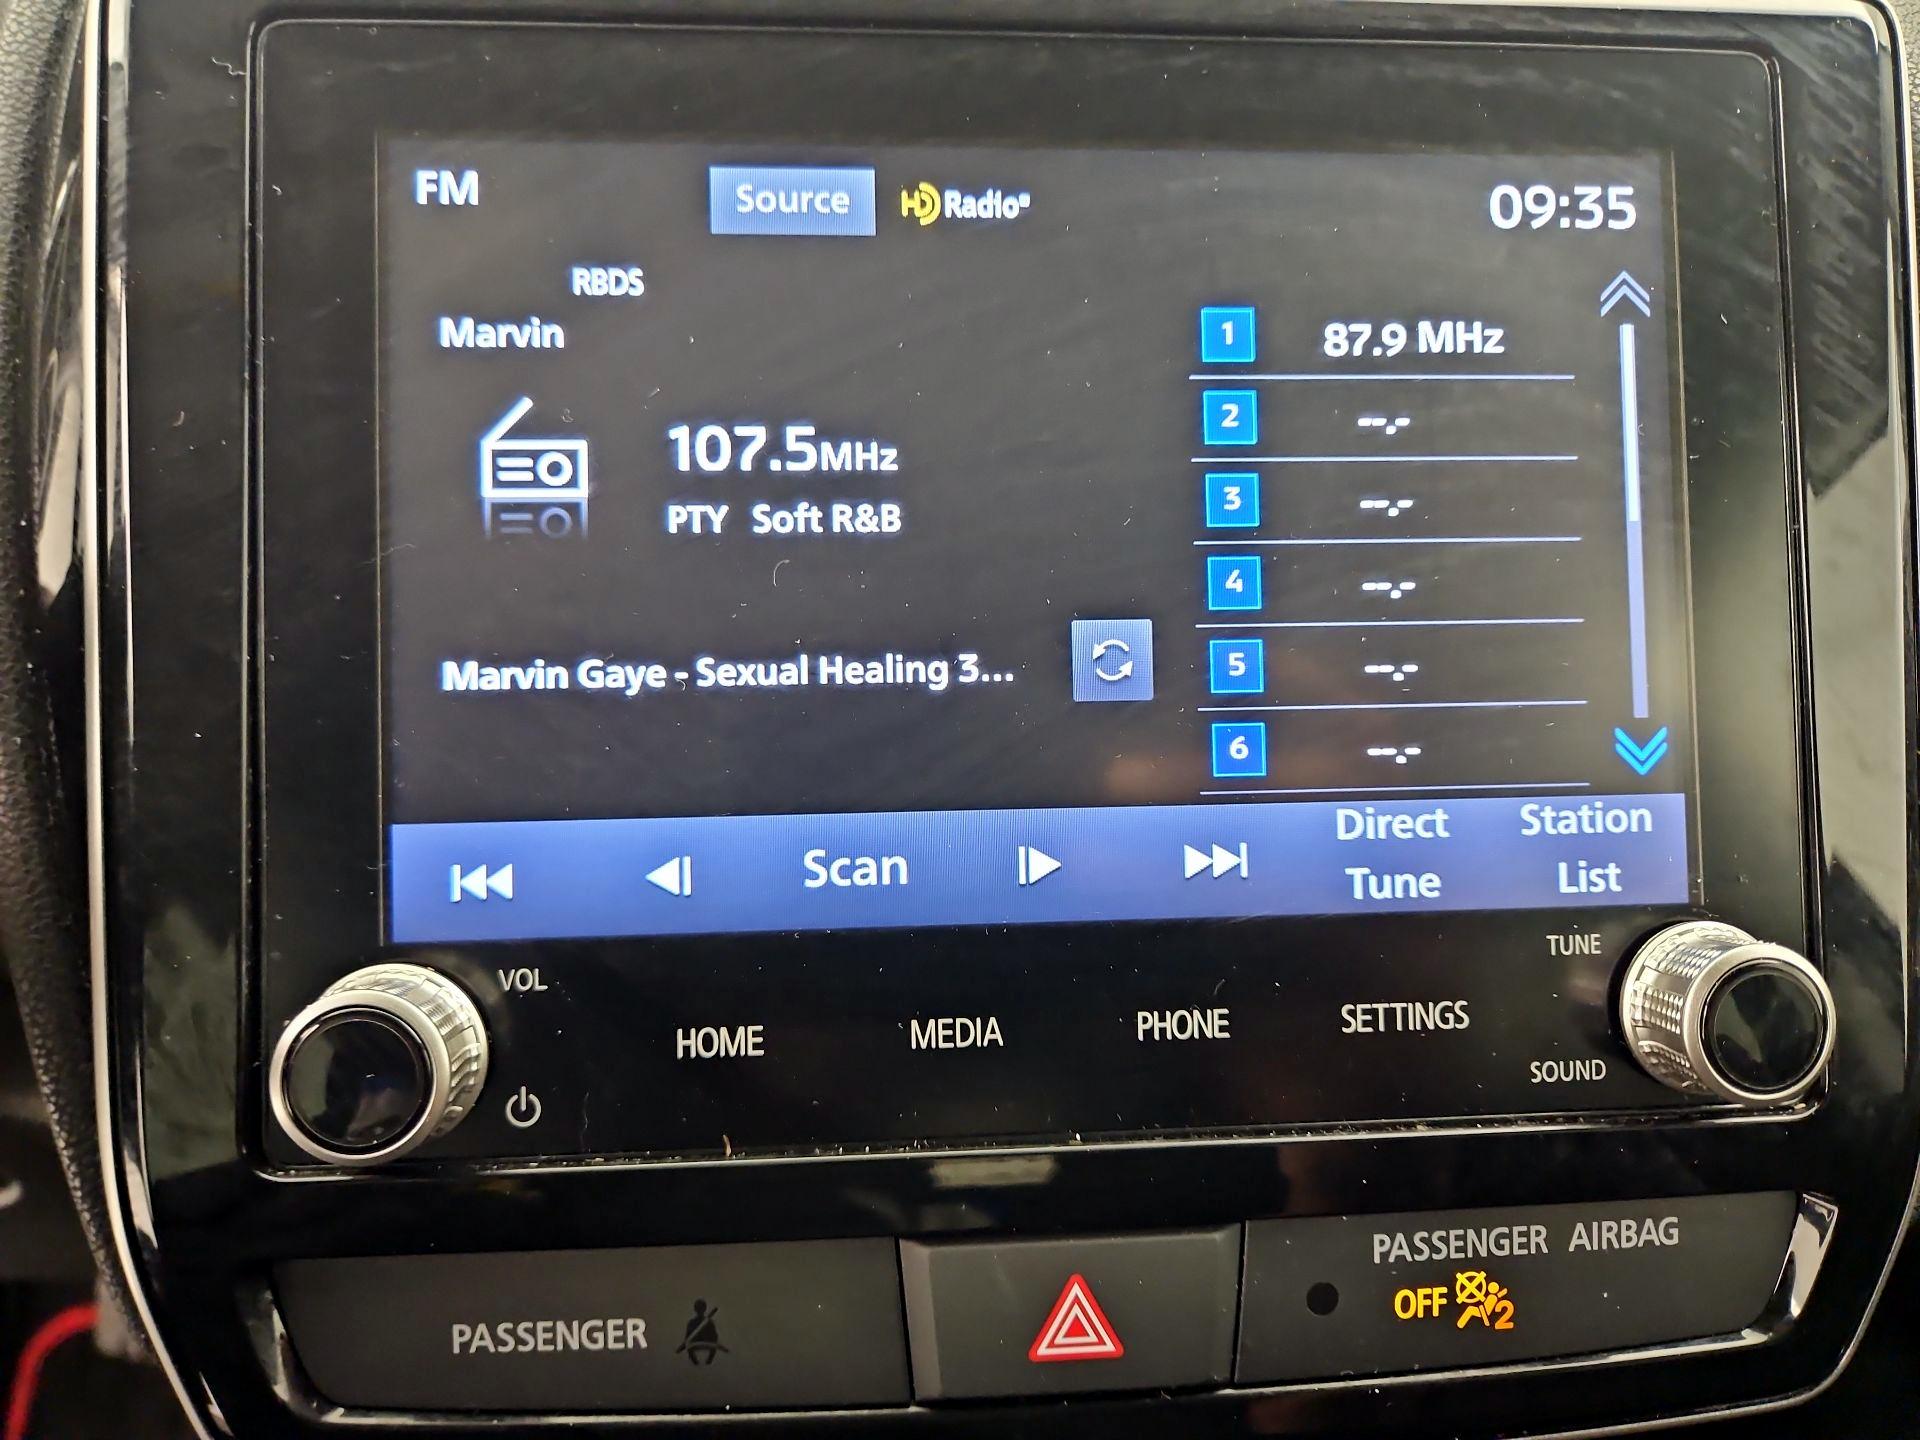 FM
Source
HD Radio®
09:35
RBDS
Marvin
107.5MHz
PTY Soft R&B
Marvin Gaye - Sexual Healing 3...
1 87.9 MHz
2 --.-
3 --.-
4 --.-
5 --.-
6 --.-
Scan
Direct
Tune
Station
List
VOL
HOME
MEDIA
PHONE
SETTINGS
TUNE
SOUND
PASSENGER
PASSENGER AIRBAG
OFF
2